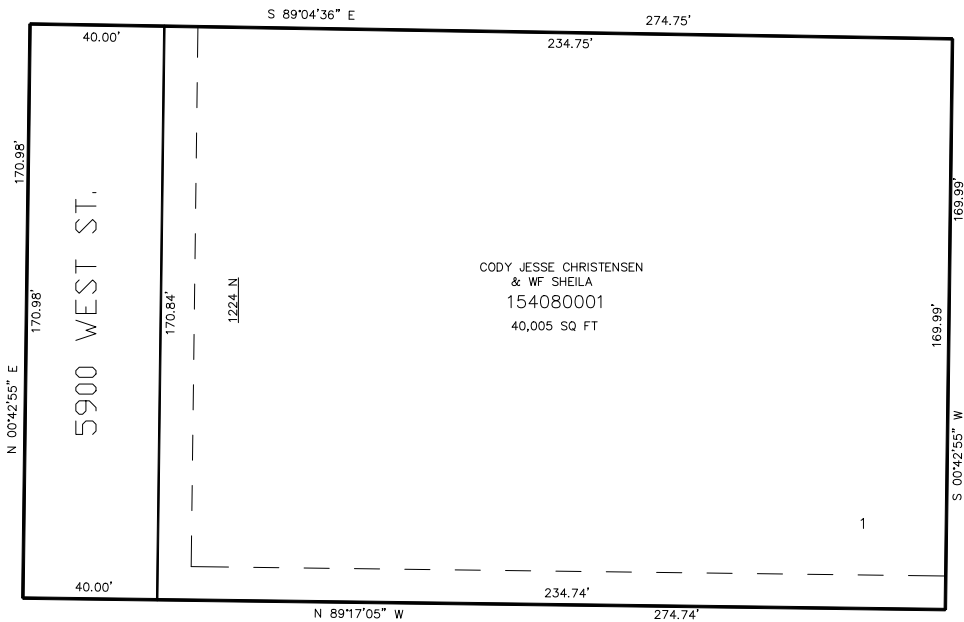 S 89°04'36" E
274.75'
40.00'
234.75'
170.98'
169.99'
5900 WEST ST.
CODY JESSE CHRISTENSEN
& WF SHEILA
154080001
40,005 SQ FT
1224 N
170.98'
170.84'
169.99'
N 00°42'55" E
S 00°42'55" W
1
40.00'
234.74'
N 89°17'05" W
274.74'